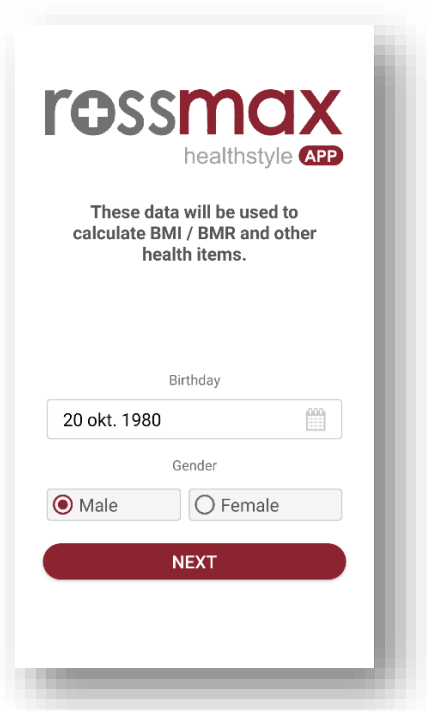 rossmax
healthstyle APP
These data will be used to
calculate BMI / BMR and other
health items.
Birthday
20 okt. 1980
Gender
Male Female
NEXT